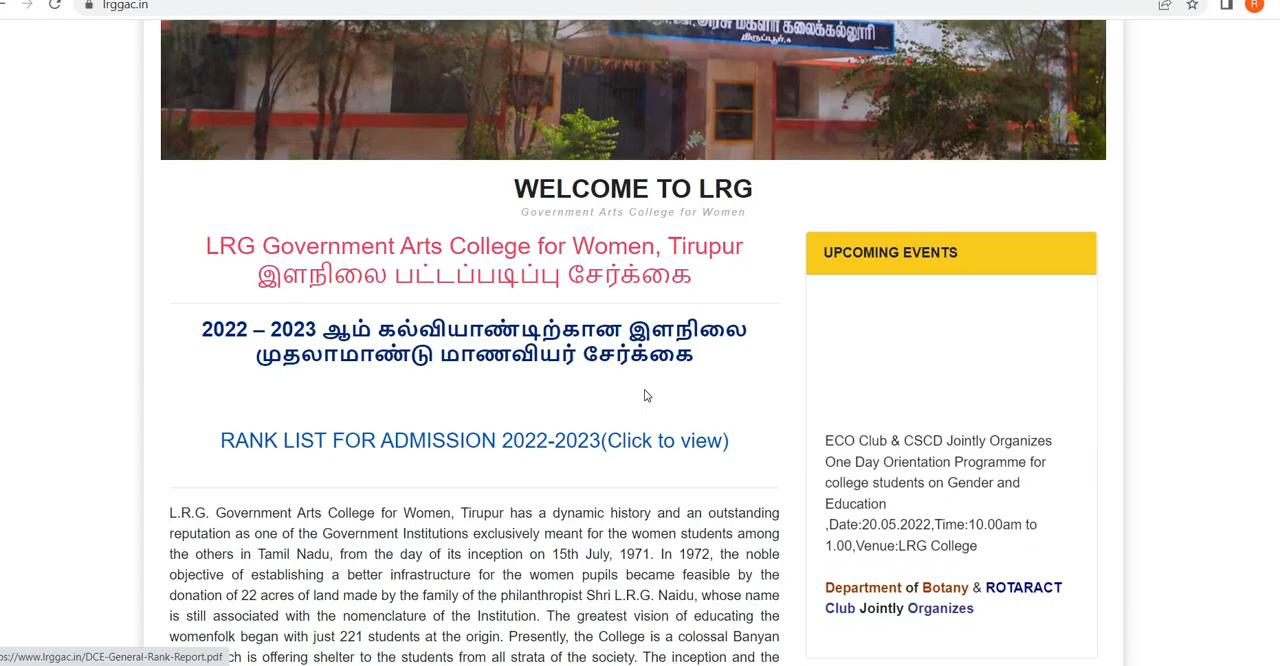 lrggac.in
R
அரசு மகளிர் கலைக்கல்லூரி
திருப்பூர்.4
WELCOME TO LRG
Government Arts College for Women
LRG Government Arts College for Women, Tirupur
இளநிலை பட்டப்படிப்பு சேர்க்கை
2022 – 2023 ஆம் கல்வியாண்டிற்கான இளநிலை
முதலாமாண்டு மாணவியர் சேர்க்கை
RANK LIST FOR ADMISSION 2022-2023(Click to view)
L.R.G. Government Arts College for Women, Tirupur has a dynamic history and an outstanding
reputation as one of the Government Institutions exclusively meant for the women students among
the others in Tamil Nadu, from the day of its inception on 15th July, 1971. In 1972, the noble
objective of establishing a better infrastructure for the women pupils became feasible by the
donation of 22 acres of land made by the family of the philanthropist Shri L.R.G. Naidu, whose name
is still associated with the nomenclature of the Institution. The greatest vision of educating the
womenfolk began with just 221 students at the origin. Presently, the College is a colossal Banyan
ch is offering shelter to the students from all strata of the society. The inception and the
UPCOMING EVENTS
ECO Club & CSCD Jointly Organizes
One Day Orientation Programme for
college students on Gender and
Education
,Date:20.05.2022,Time:10.00am to
1.00,Venue:LRG College
Department of Botany & ROTARACT
Club Jointly Organizes
ps://www.lrggac.in/DCE-General-Rank-Report.pdf